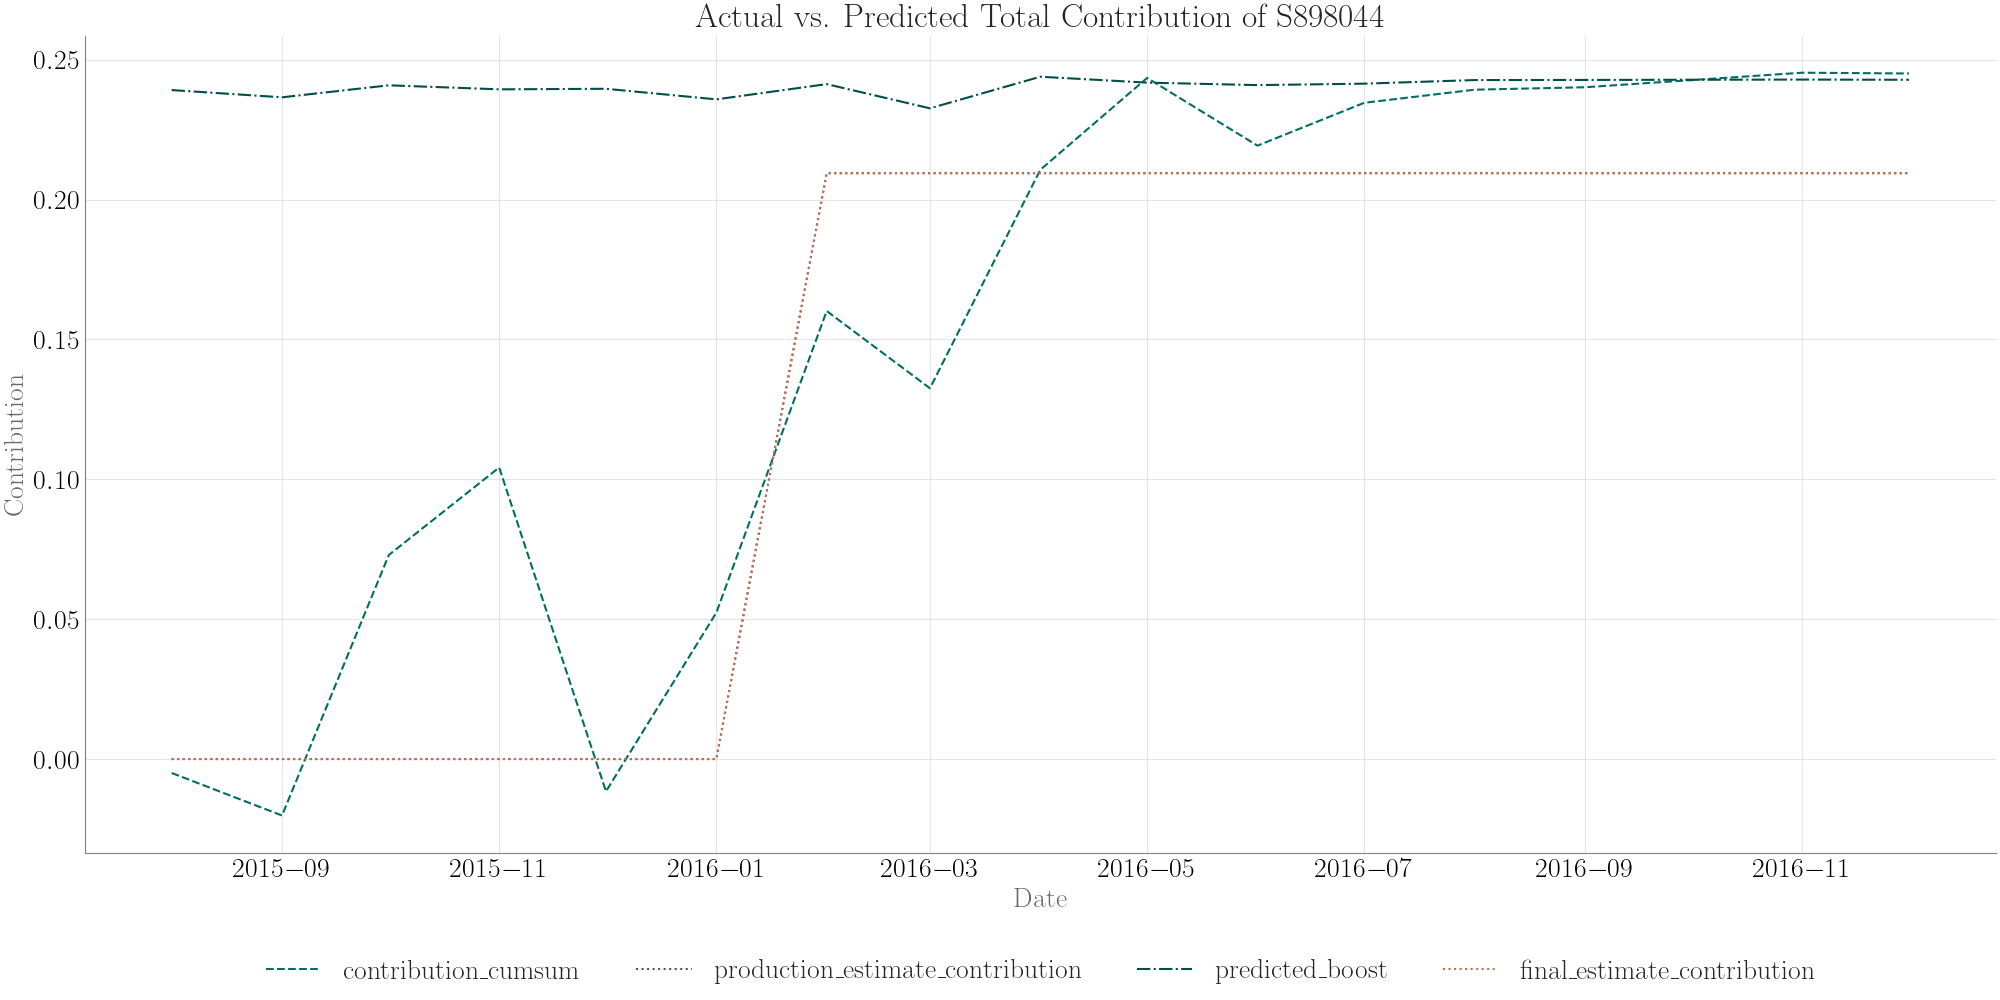 Actual vs. Predicted Total Contribution of S898044
Contribution
0.25
0.20
0.15
0.10
0.05
0.00
2015–09 2015–11 2016–01 2016–03 2016–05 2016–07 2016–09 2016–11
Date
contribution_cumsum production_estimate_contribution predicted_boost final_estimate_contribution